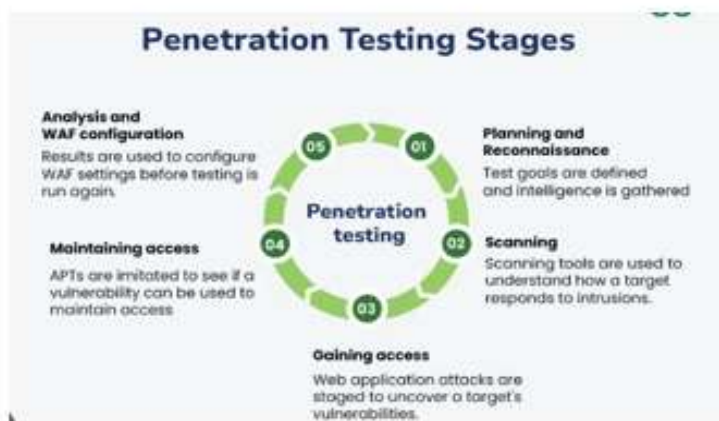 Penetration Testing Stages
Analysis and
WAF configuration
Results are used to configure
WAF settings before testing is
run again.
05
01
Planning and
Reconnaissance
Test goals are defined
and intelligence is gathered
Penetration
testing
Maintaining access
APTs are imitated to see if a
vulnerability can be used to
maintain access
04
02
Scanning
Scanning tools are used to
understand how a target
responds to intrusions.
03
Gaining access
Web application attacks are
staged to uncover a target's
vulnerabilities.